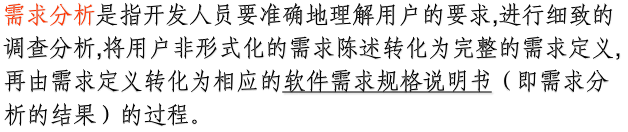 需求分析是指开发人员要准确地理解用户的要求,进行细致的
调查分析,将用户非形式化的需求陈述转化为完整的需求定义,
再由需求定义转化为相应的软件需求规格说明书（即需求分
析的结果）的过程。